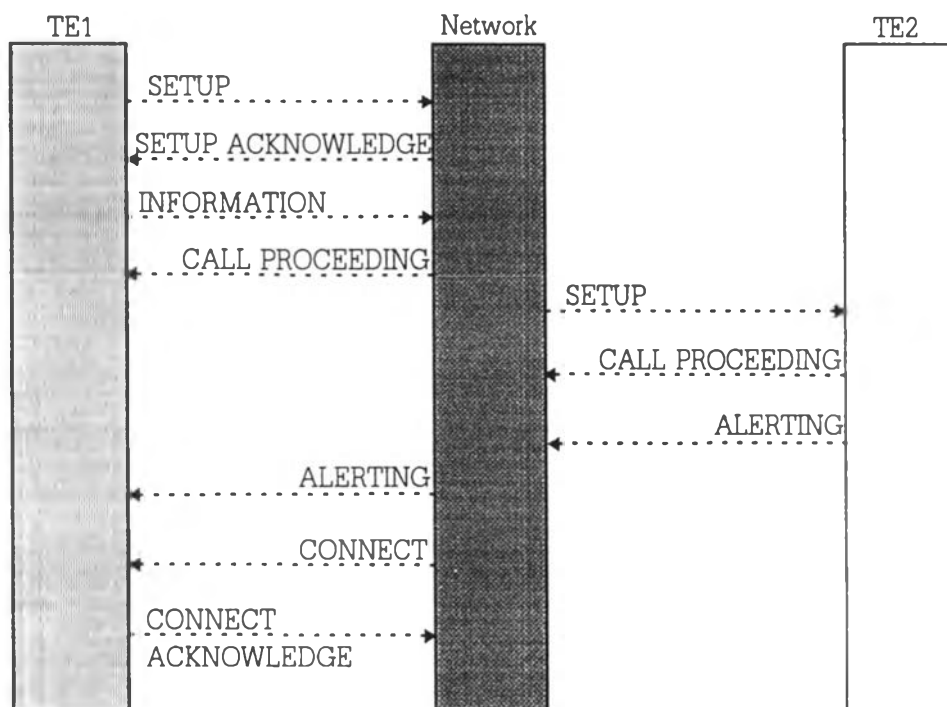 TE1
Network
TE2
SETUP
SETUP ACKNOWLEDGE
INFORMATION
CALL PROCEEDING
SETUP
CALL PROCEEDING
ALERTING
ALERTING
CONNECT
CONNECT
ACKNOWLEDGE